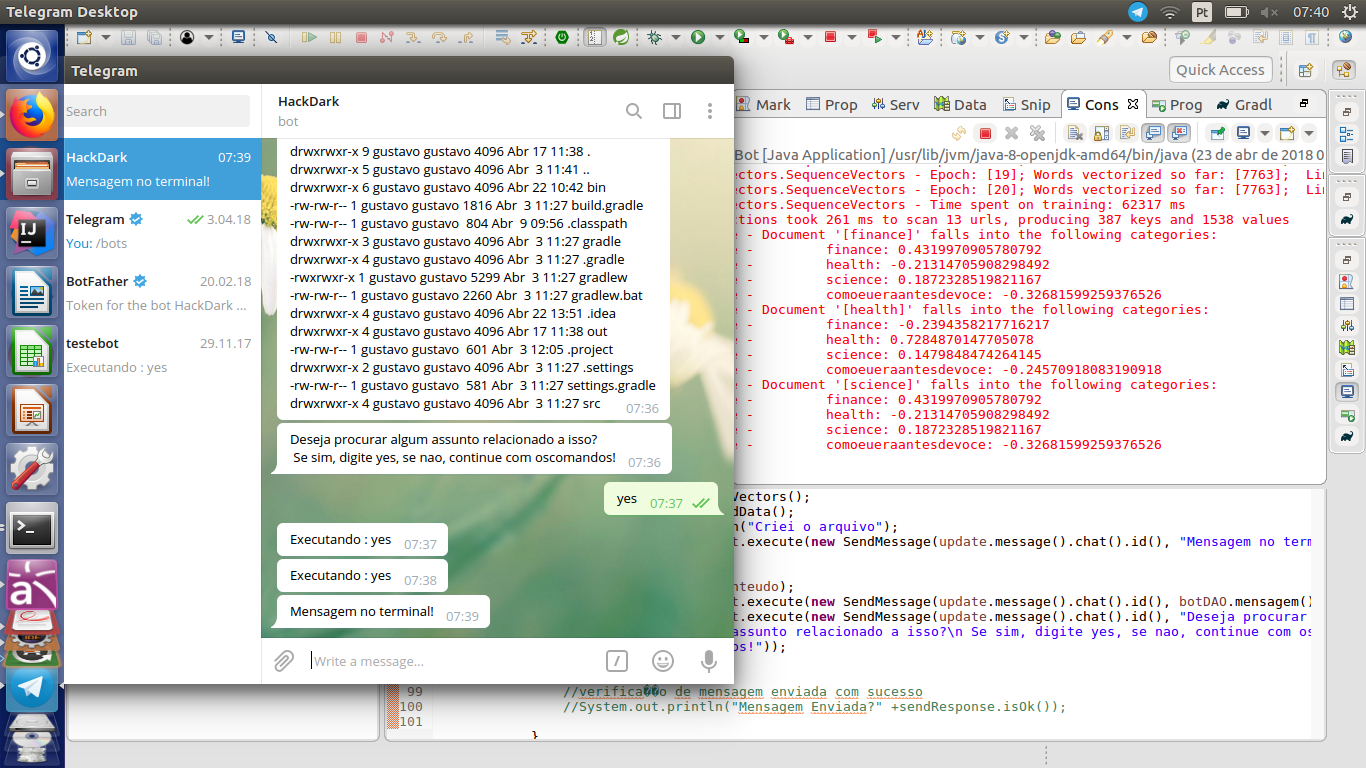 Telegram Desktop
Pt
07:40
Quick Access
Telegram
Search
HackDark
07:39
Mensagem no terminal!
Telegram
3.04.18
You: /bots
BotFather
20.02.18
Token for the bot HackDark ...
testebot
29.11.17
Executando : yes
HackDark
bot
drwxrwxr-x 9 gustavo gustavo 4096 Abr 17 11:38 .
drwxrwxr-x 5 gustavo gustavo 4096 Abr  3 11:41 ..
drwxrwxr-x 6 gustavo gustavo 4096 Abr 22 10:42 bin
-rw-rw-r-- 1 gustavo gustavo 1816 Abr  3 11:27 build.gradle
-rw-rw-r-- 1 gustavo gustavo  804 Abr  9 09:56 .classpath
drwxrwxr-x 3 gustavo gustavo 4096 Abr  3 11:27 gradle
drwxrwxr-x 4 gustavo gustavo 4096 Abr  3 11:27 .gradle
-rwxrwxr-x 1 gustavo gustavo 5299 Abr  3 11:27 gradlew
-rw-rw-r-- 1 gustavo gustavo 2260 Abr  3 11:27 gradlew.bat
drwxrwxr-x 4 gustavo gustavo 4096 Abr 22 13:51 .idea
drwxrwxr-x 4 gustavo gustavo 4096 Abr 17 11:38 out
-rw-rw-r-- 1 gustavo gustavo  601 Abr  3 12:05 .project
drwxrwxr-x 2 gustavo gustavo 4096 Abr  3 11:27 .settings
-rw-rw-r-- 1 gustavo gustavo  581 Abr  3 11:27 settings.gradle
drwxrwxr-x 4 gustavo gustavo 4096 Abr  3 11:27 src
07:36
Deseja procurar algum assunto relacionado a isso?
Se sim, digite yes, se nao, continue com oscomandos!
07:36
yes 07:37
Executando : yes 07:37
Executando : yes 07:38
Mensagem no terminal! 07:39
Write a message...
Mark Prop Serv Data Snip Cons Prog Gradl
Bot [Java Application] /usr/lib/jvm/java-8-openjdk-amd64/bin/java (23 de abr de 2018 0
ectors.SequenceVectors - Epoch: [19]; Words vectorized so far: [7763];  Lin
ectors.SequenceVectors - Epoch: [20]; Words vectorized so far: [7763];  Lin
ectors.SequenceVectors - Time spent on training: 62317 ms
ctions took 261 ms to scan 13 urls, producing 387 keys and 1538 values
e - Document '[finance]' falls into the following categories:
e - finance: 0.4319970905780792
e - health: -0.21314705908298492
e - science: 0.1872328519821167
e - comoeueraantesdevoce: -0.32681599259376526
e - Document '[health]' falls into the following categories:
e - finance: -0.2394358217716217
e - health: 0.7284870147705078
e - science: 0.1479848474264145
e - comoeueraantesdevoce: -0.24570918083190918
e - Document '[science]' falls into the following categories:
e - finance: 0.4319970905780792
e - health: -0.21314705908298492
e - science: 0.1872328519821167
e - comoeueraantesdevoce: -0.32681599259376526
Vectors();
dData();
n("Criei o arquivo");
t.execute(new SendMessage(update.message().chat().id(), "Mensagem no term
nteudo);
t.execute(new SendMessage(update.message().chat().id(), botDAO.mensagem()
t.execute(new SendMessage(update.message().chat().id(), "Deseja procurar
assunto relacionado a isso?\n Se sim, digite yes, se nao, continue com os
os!"));
99 //verifica��o de mensagem enviada com sucesso
100 //System.out.println("Mensagem Enviada?" +sendResponse.isOk());
101
}